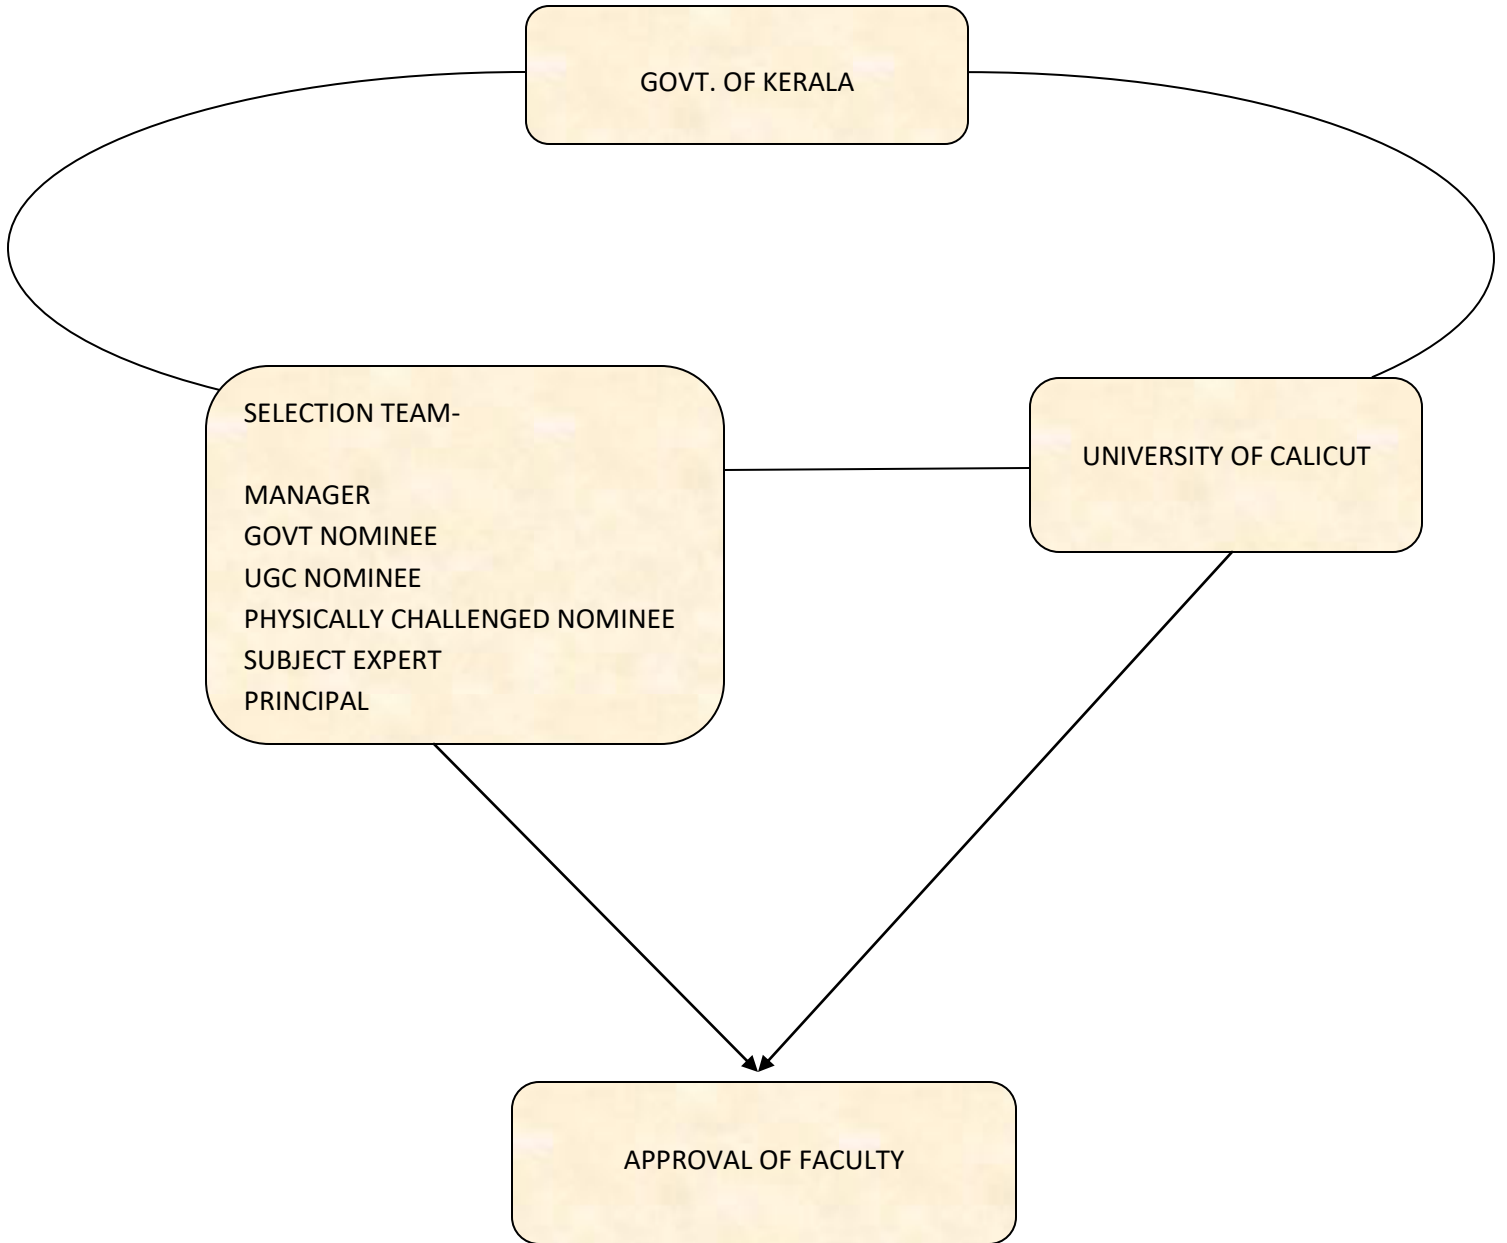 GOVT. OF KERALA
SELECTION TEAM-
MANAGER
GOVT NOMINEE
UGC NOMINEE
PHYSICALLY CHALLENGED NOMINEE
SUBJECT EXPERT
PRINCIPAL
UNIVERSITY OF CALICUT
APPROVAL OF FACULTY